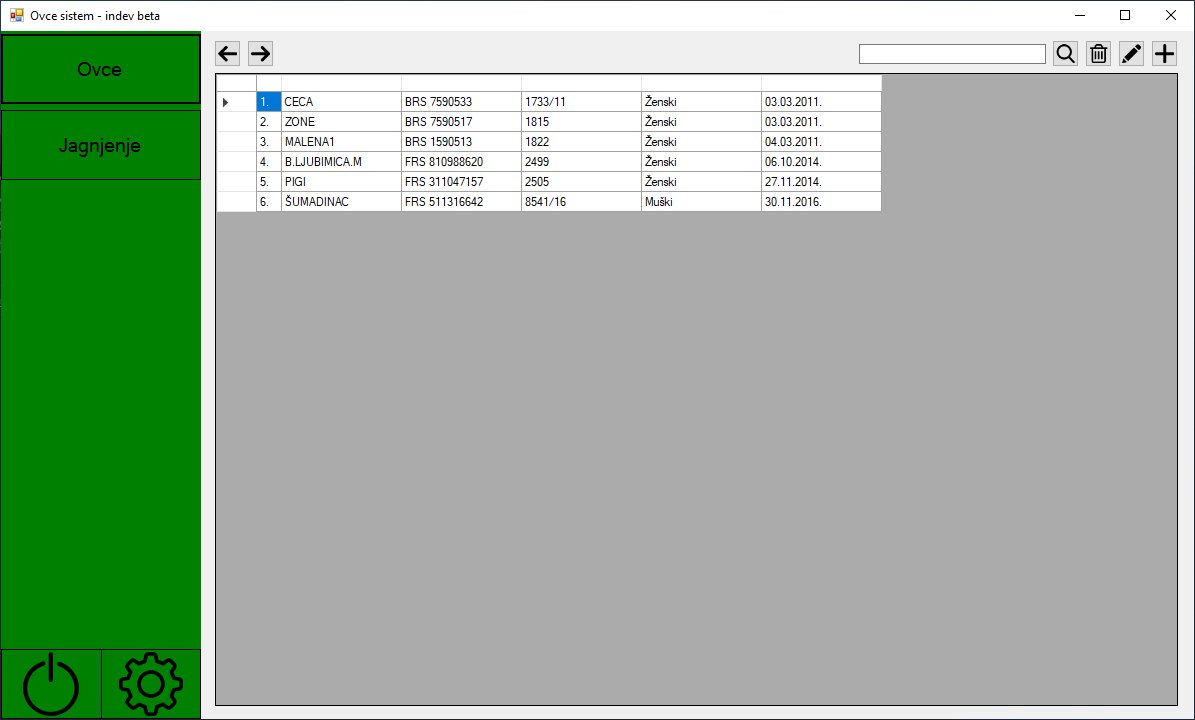 Ovce sistem - indev beta
Ovce
Jagnjenje
1. CECA BRS 7590533 1733/11 Ženski 03.03.2011.
2. ZONE BRS 7590517 1815 Ženski 03.03.2011.
3. MALENA1 BRS 1590513 1822 Ženski 04.03.2011.
4. B.LJUBIMICA.M FRS 810988620 2499 Ženski 06.10.2014.
5. PIGI FRS 311047157 2505 Ženski 27.11.2014.
6. ŠUMADINAC FRS 511316642 8541/16 Muški 30.11.2016.